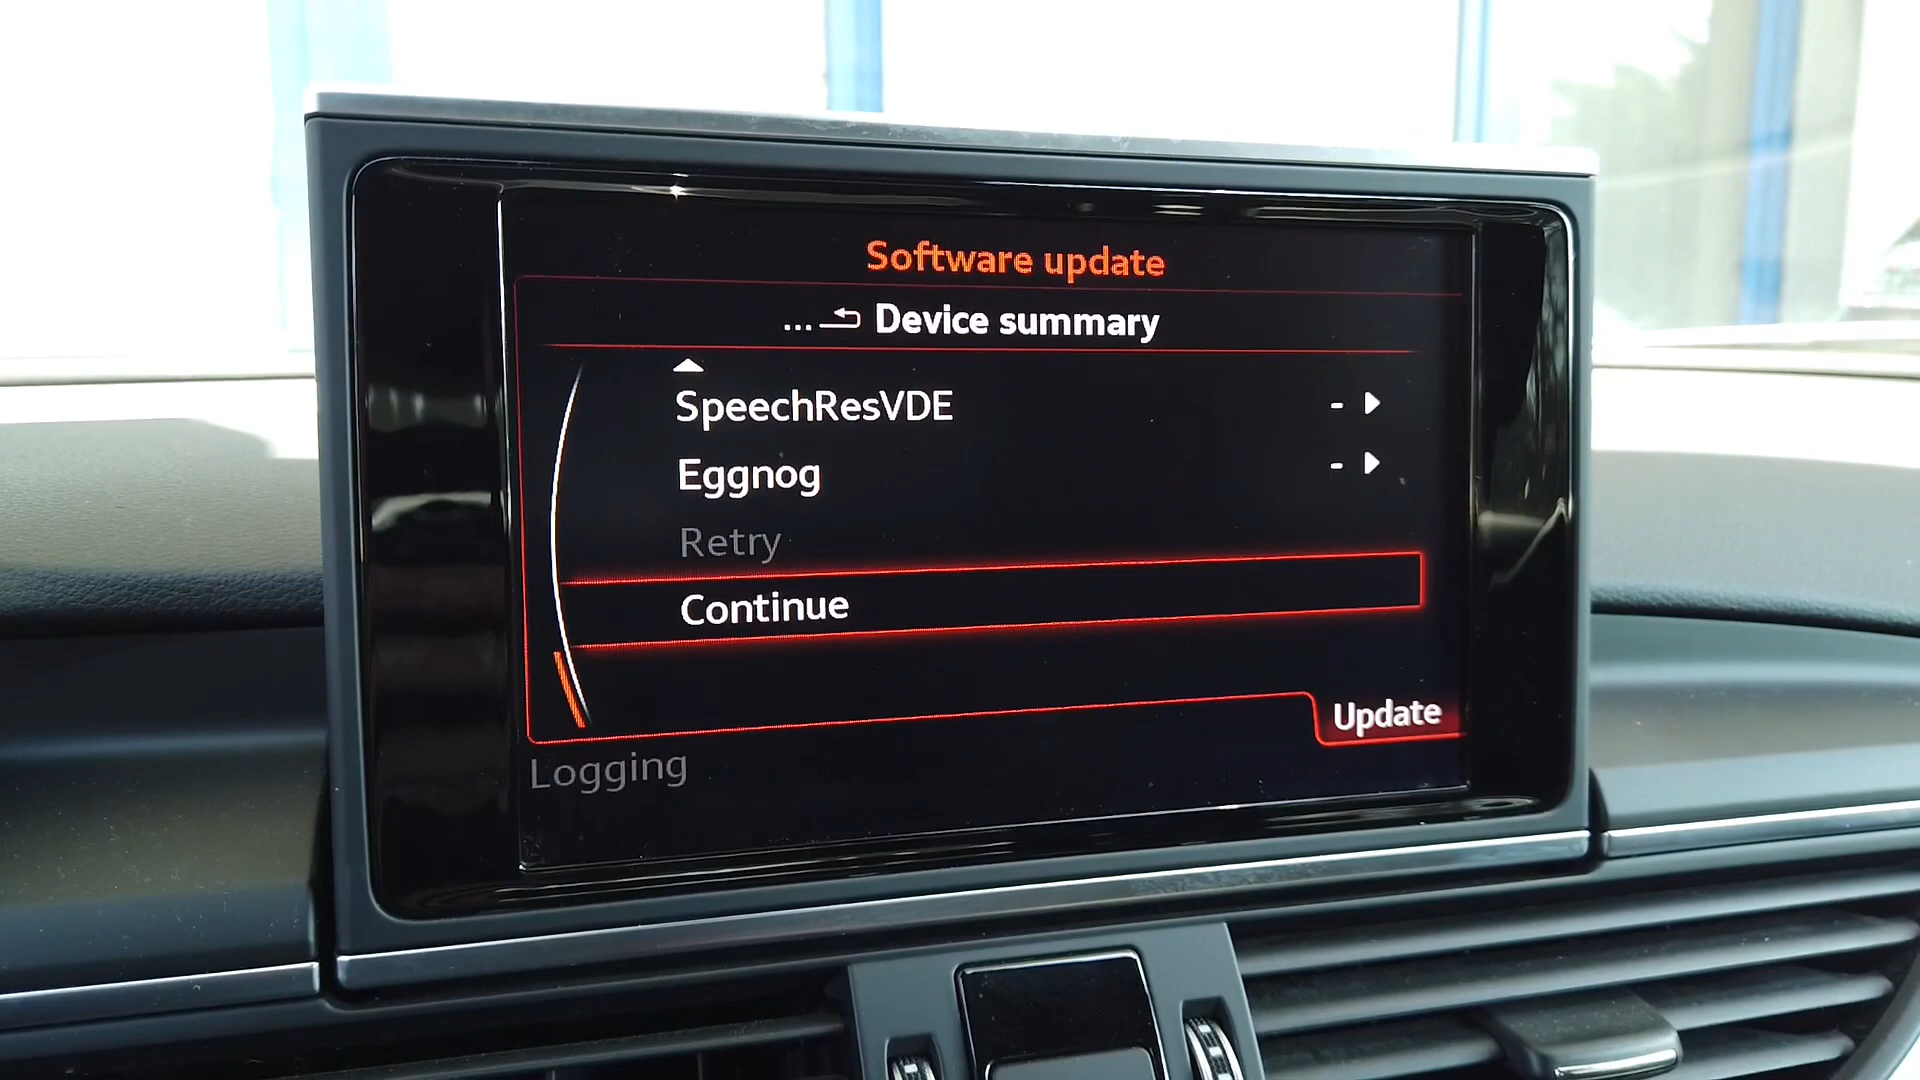 Software update
... Device summary
SpeechResVDE -
Eggnog -
Retry
Continue
Update
Logging